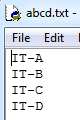 abcd.txt -
File Edit
IT-A
IT-B
IT-C
IT-D